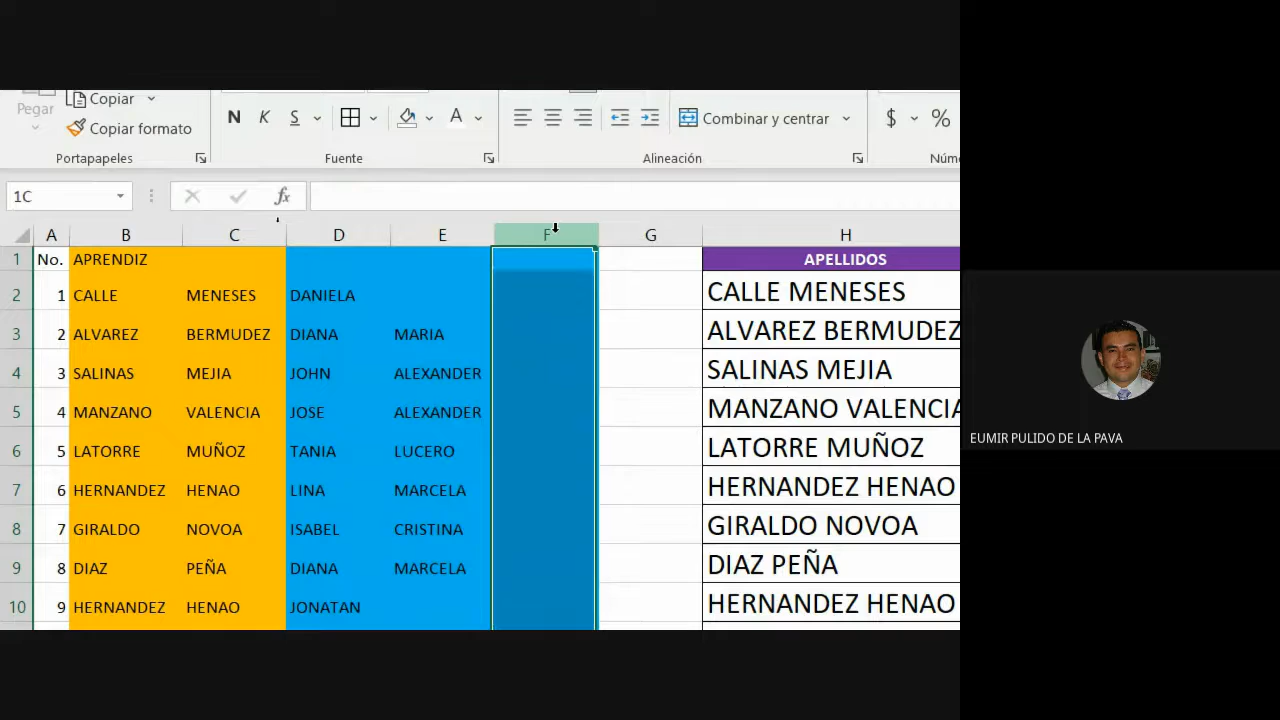 Pegar
Copiar
Copiar formato
N K S A
Combinar y centrar
$ %
Portapapeles
Fuente
Alineación
Núm
1C
fx
A B C D E F G H
1 No. APRENDIZ APELLIDOS
2 1 CALLE MENESES DANIELA CALLE MENESES
3 2 ALVAREZ BERMUDEZ DIANA MARIA ALVAREZ BERMUDEZ
4 3 SALINAS MEJIA JOHN ALEXANDER SALINAS MEJIA
5 4 MANZANO VALENCIA JOSE ALEXANDER MANZANO VALENCIA
6 5 LATORRE MUÑOZ TANIA LUCERO LATORRE MUÑOZ
7 6 HERNANDEZ HENAO LINA MARCELA HERNANDEZ HENAO
8 7 GIRALDO NOVOA ISABEL CRISTINA GIRALDO NOVOA
9 8 DIAZ PEÑA DIANA MARCELA DIAZ PEÑA
10 9 HERNANDEZ HENAO JONATAN HERNANDEZ HENAO
EUMIR PULIDO DE LA PAVA